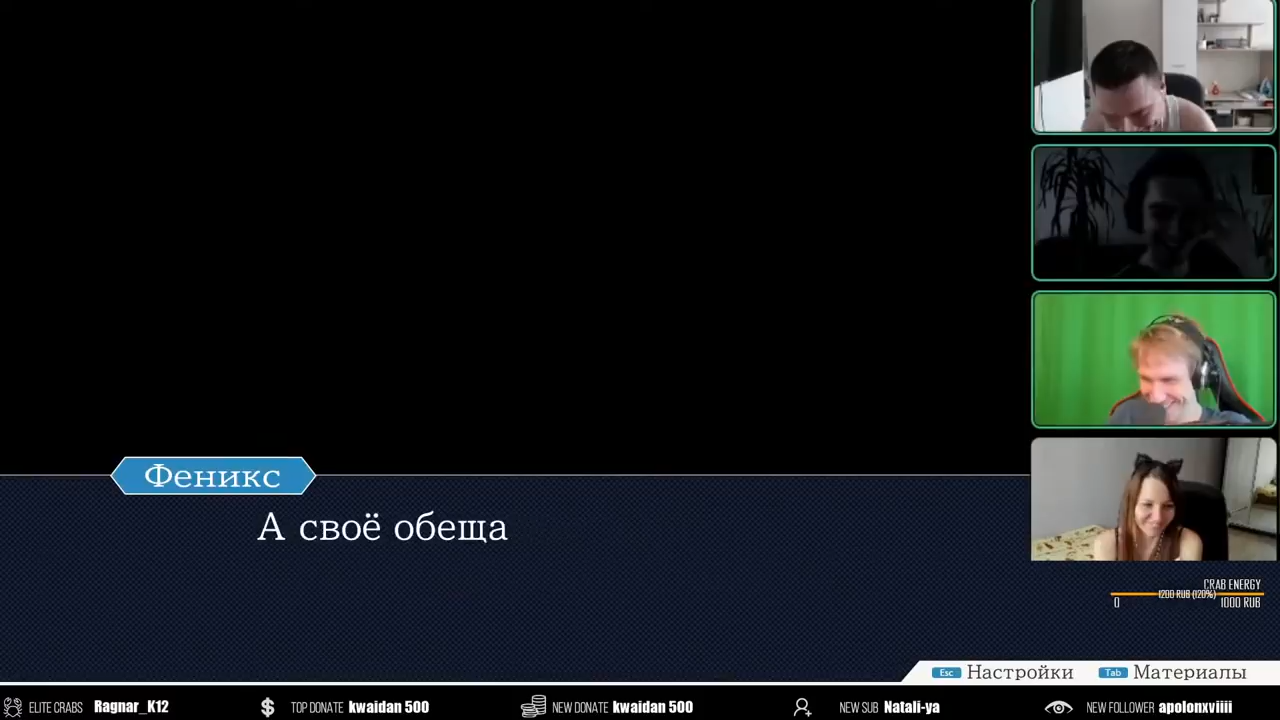 Феникс
А своё обеща
CRAB ENERGY
1200 RUB (120%)
0
1000 RUB
Esc Настройки Tab Материалы
ELITE CRABS Ragnar_K12 TOP DONATE kwaidan 500 NEW DONATE kwaidan 500 NEW SUB Natali-ya NEW FOLLOWER apolonxviiii